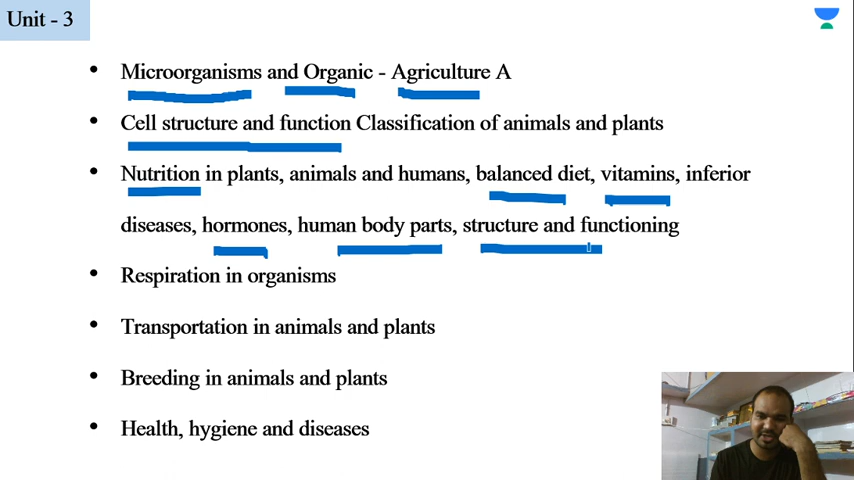 Unit - 3
• Microorganisms and Organic - Agriculture A
• Cell structure and function Classification of animals and plants
• Nutrition in plants, animals and humans, balanced diet, vitamins, inferior
diseases, hormones, human body parts, structure and functioning
• Respiration in organisms
• Transportation in animals and plants
• Breeding in animals and plants
• Health, hygiene and diseases